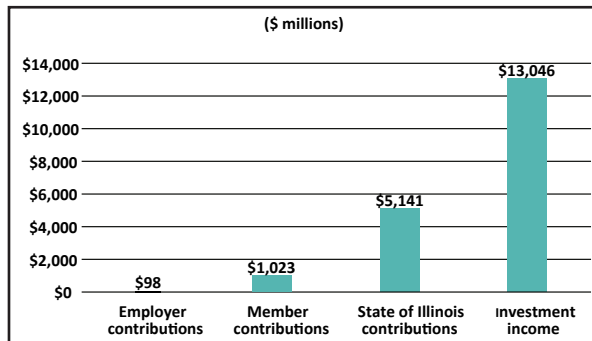 ($ millions)
$14,000
$12,000
$10,000
$8,000
$6,000
$4,000
$2,000
$0
$98
$1,023
$5,141
$13,046
Employer
contributions
Member
contributions
State of Illinois
contributions
Investment
income